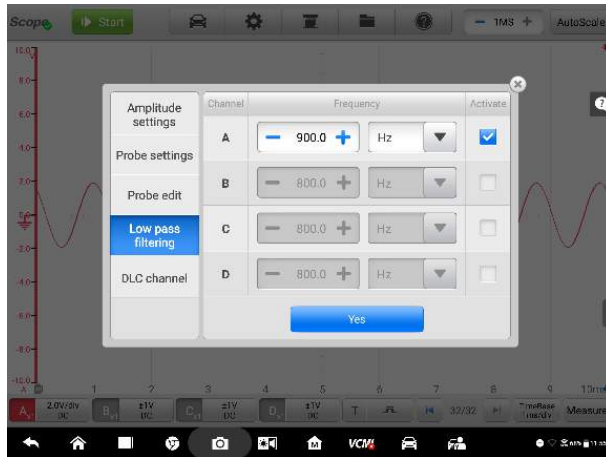 Scope
Start
1MS
AutoScale
10.0
8.0
6.0
4.0
2.0
-2.0
-4.0
-6.0
-8.0
-10.0
Amplitude
settings
Probe settings
Probe edit
Low pass
filtering
DLC channel
Channel
Frequency
Activate
A
900.0
Hz
B
800.0
Hz
C
800.0
Hz
D
800.0
Hz
Yes
A 0 1 2 3 4 5 6 7 8 9
2.0V/div
DC
±1V
DC
±1V
DC
±1V
DC
T
32/32
TimeBase
1ms/div
Measure
VCMI